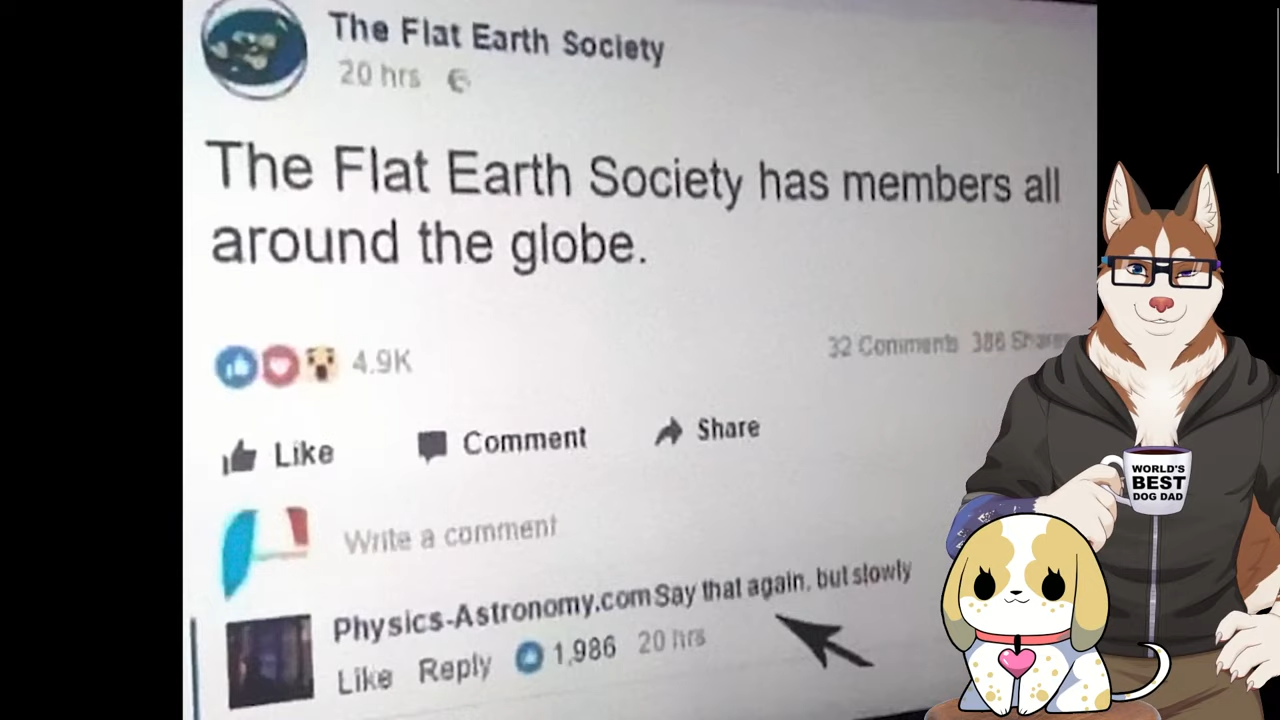 The Flat Earth Society
20 hrs
The Flat Earth Society has members all
around the globe.
4.9K
32 Comments 386 Shares
Like Comment Share
Write a comment
Physics-Astronomy.com Say that again, but slowly
Like Reply 1,986 20 hrs
WORLD'S
BEST
DOG DAD